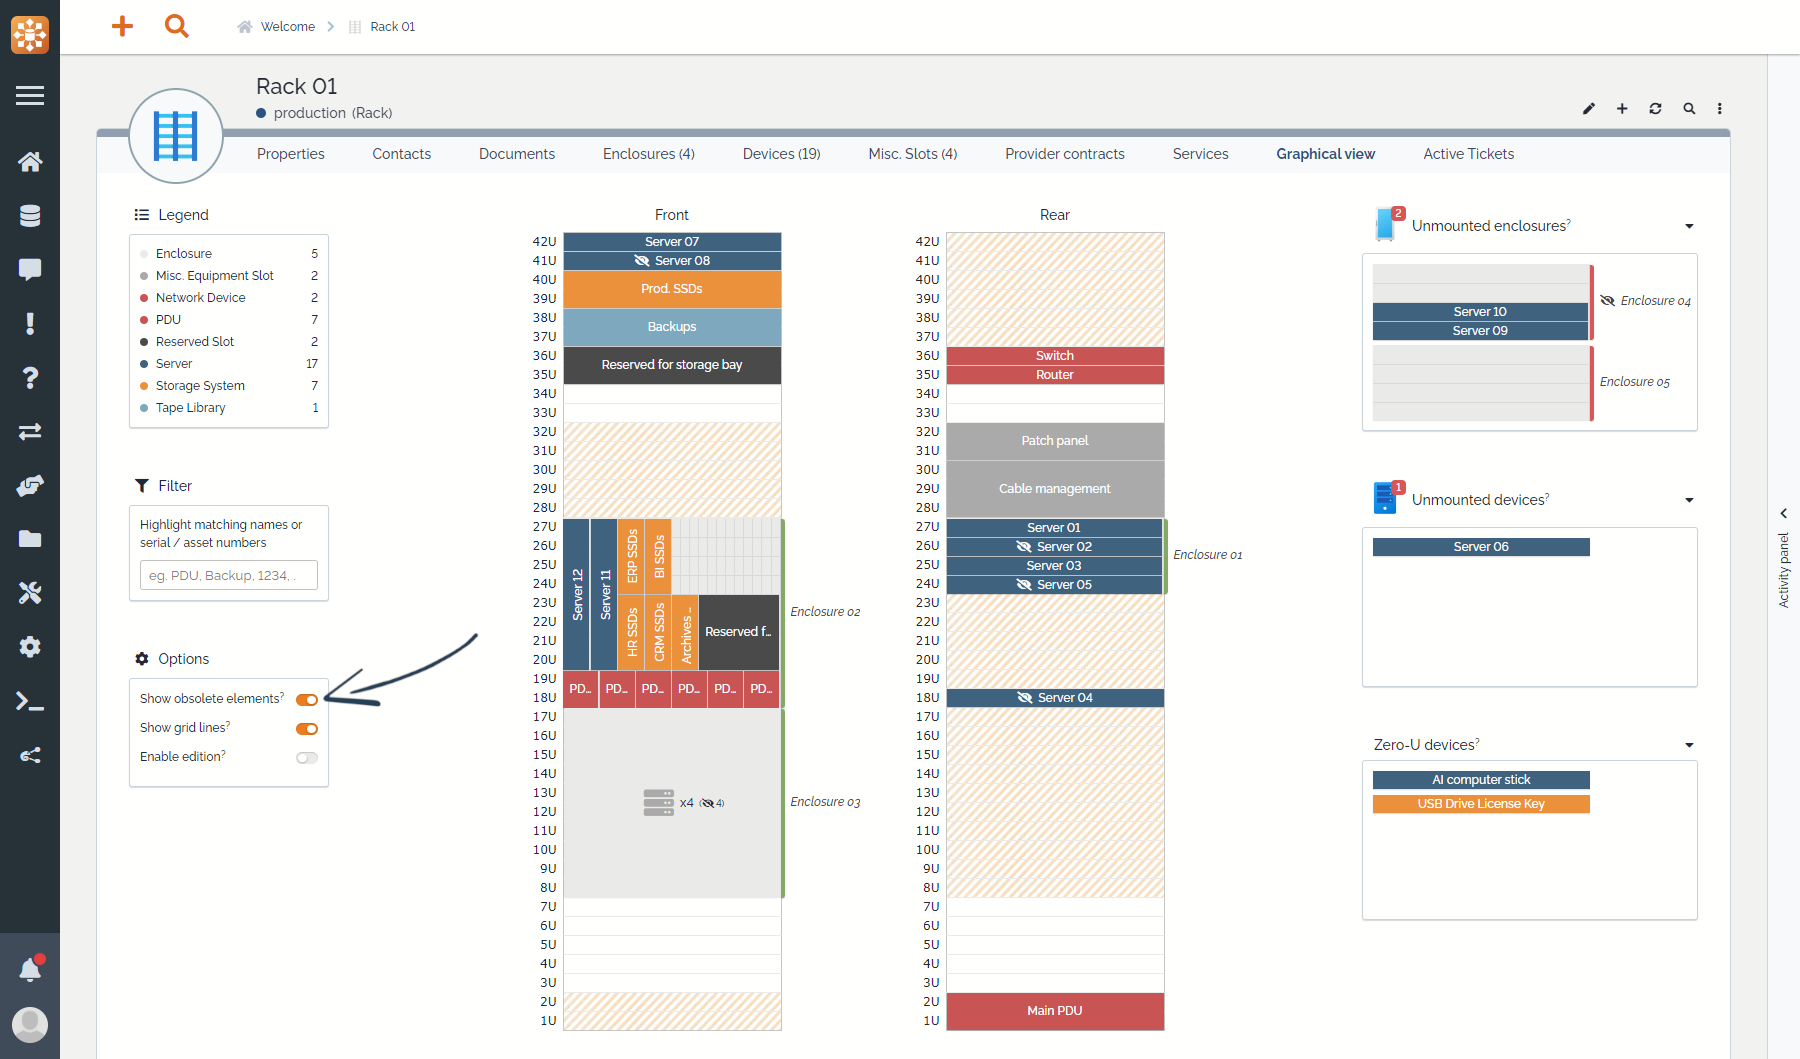 Welcome
Rack 01
Rack 01
production (Rack)
Properties
Contacts
Documents
Enclosures (4)
Devices (19)
Misc. Slots (4)
Provider contracts
Services
Graphical view
Active Tickets
Legend
Enclosure 5
Misc. Equipment Slot 2
Network Device 2
PDU 7
Reserved Slot 2
Server 17
Storage System 7
Tape Library 1
Filter
Highlight matching names or
serial / asset numbers
eg. PDU, Backup, 1234, .
Options
Show obsolete elements?
Show grid lines?
Enable edition?
Front
42U
41U
40U
39U
38U
37U
36U
35U
34U
33U
32U
31U
30U
29U
28U
27U
26U
25U
24U
23U
22U
21U
20U
19U
18U
17U
16U
15U
14U
13U
12U
11U
10U
9U
8U
7U
6U
5U
4U
3U
2U
1U
Server 07
Server 08
Prod. SSDs
Backups
Reserved for storage bay
Server 12
Server 11
ERP SSDs
BI SSDs
HR SSDs
CRM SSDs
Archives ...
Reserved f...
PD...
PD...
PD...
PD...
PD...
PD...
Enclosure 02
x4 (4)
Enclosure 03
Rear
42U
41U
40U
39U
38U
37U
36U
35U
34U
33U
32U
31U
30U
29U
28U
27U
26U
25U
24U
23U
22U
21U
20U
19U
18U
17U
16U
15U
14U
13U
12U
11U
10U
9U
8U
7U
6U
5U
4U
3U
2U
1U
Switch
Router
Patch panel
Cable management
Server 01
Server 02
Server 03
Server 05
Enclosure 01
Server 04
Main PDU
2
Unmounted enclosures?
Server 10
Server 09
Enclosure 04
Enclosure 05
1
Unmounted devices?
Server 06
Zero-U devices?
AI computer stick
USB Drive License Key
Activity panel